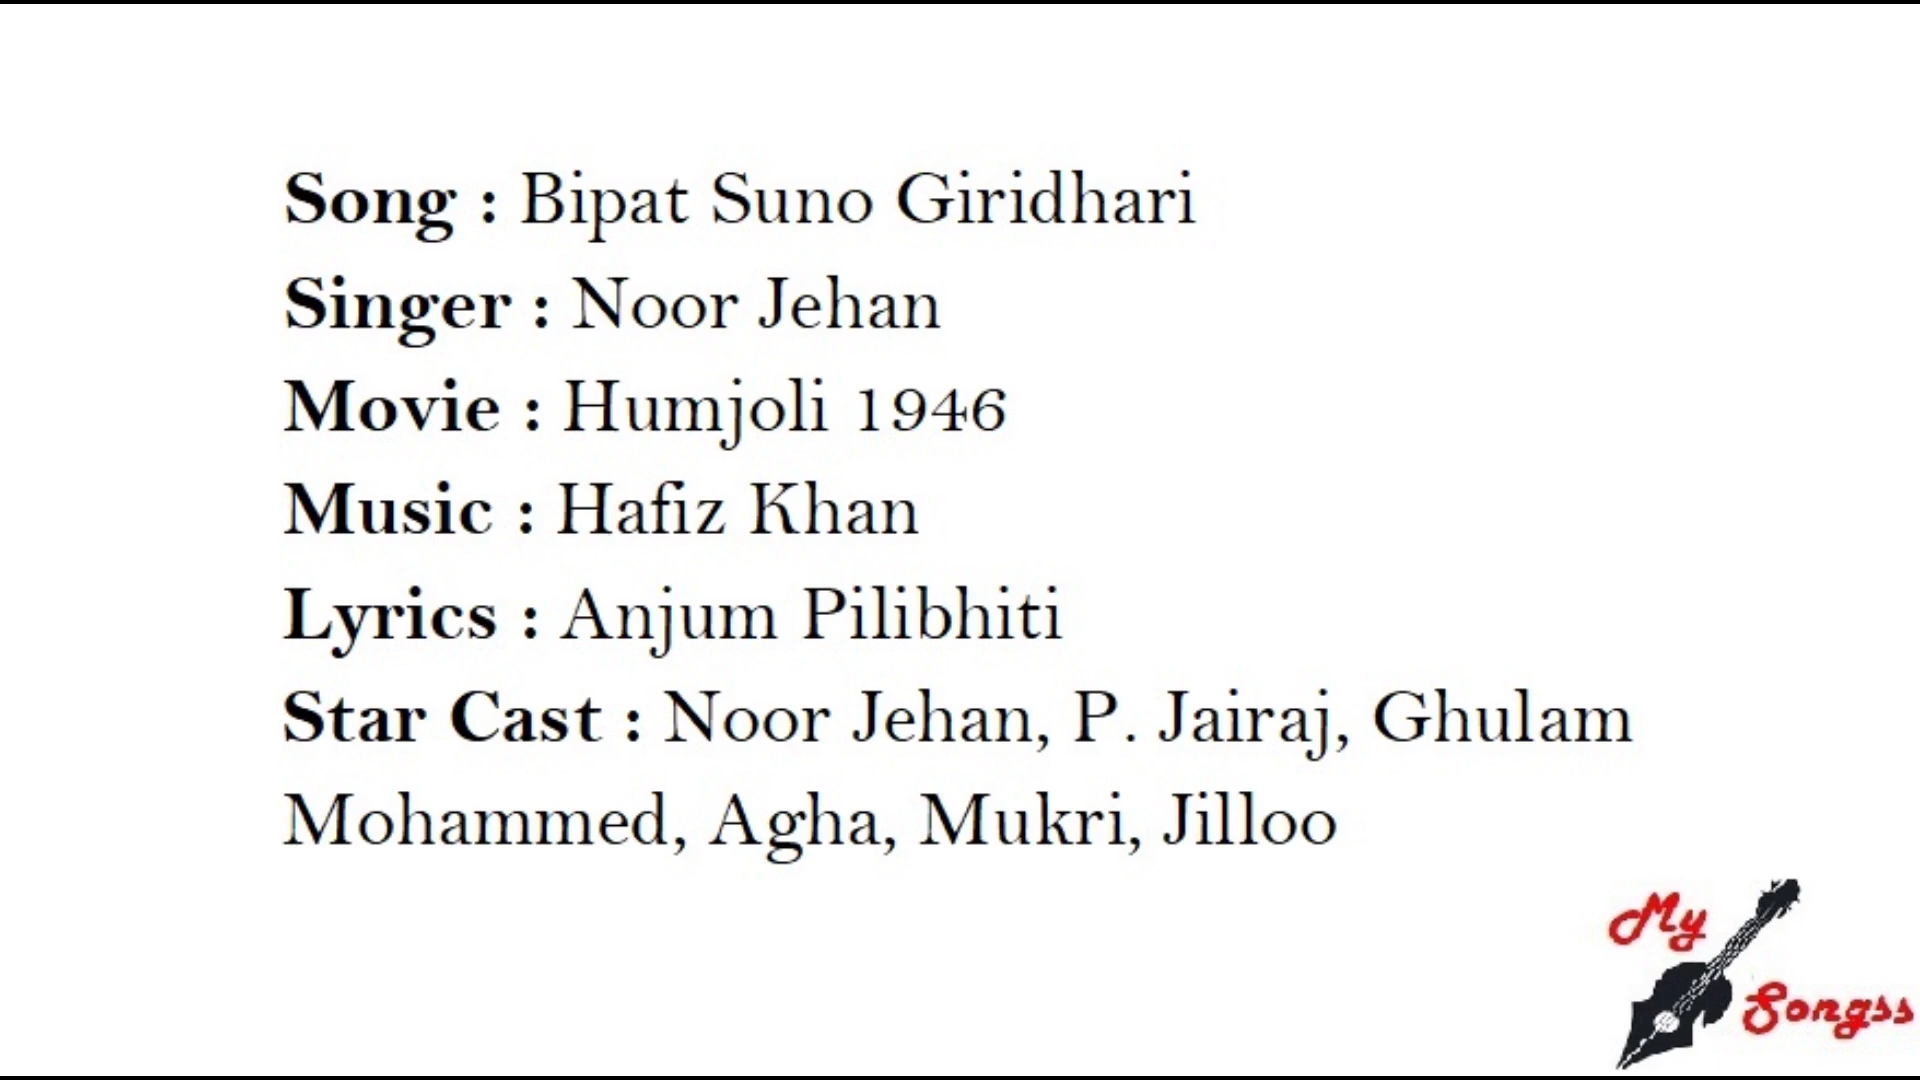 Song : Bipat Suno Giridhari
Singer : Noor Jehan
Movie : Humjoli 1946
Music : Hafiz Khan
Lyrics : Anjum Pilibhiti
Star Cast : Noor Jehan, P. Jairaj, Ghulam
Mohammed, Agha, Mukri, Jilloo
My
Songss